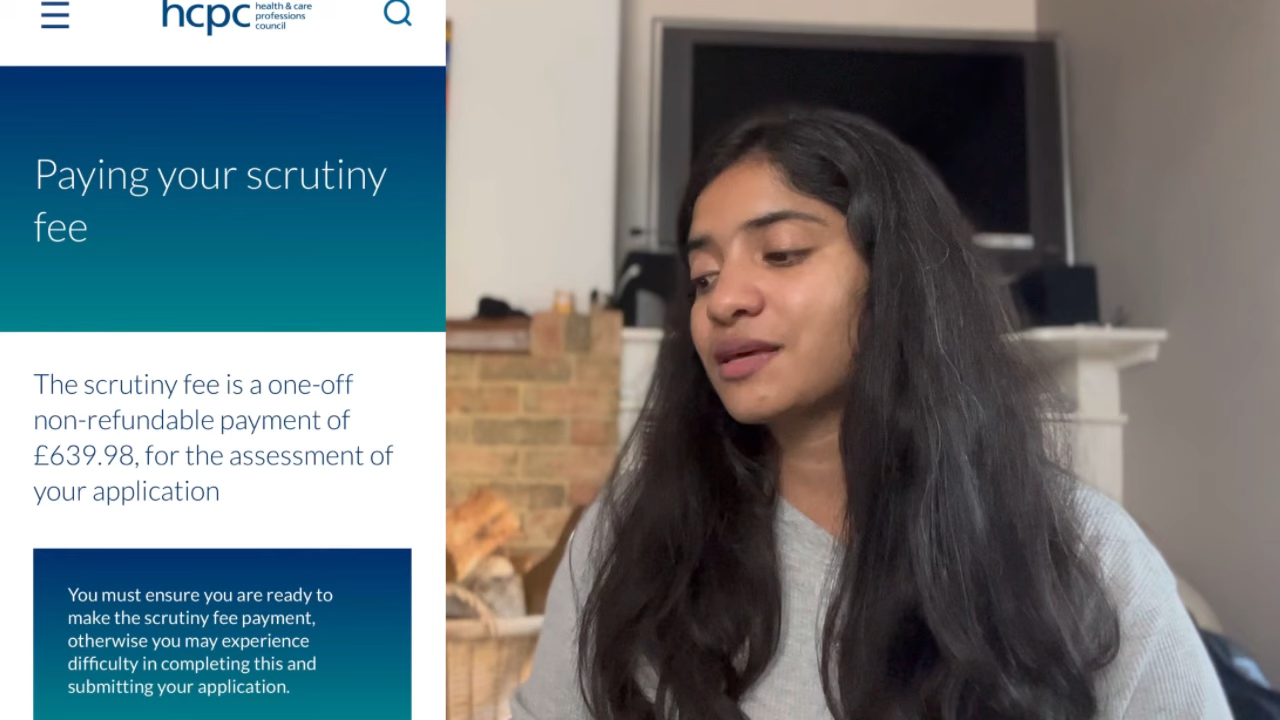 hcpc
health & care
professions
council
Paying your scrutiny
fee
The scrutiny fee is a one-off
non-refundable payment of
£639.98, for the assessment of
your application
You must ensure you are ready to
make the scrutiny fee payment,
otherwise you may experience
difficulty in completing this and
submitting your application.